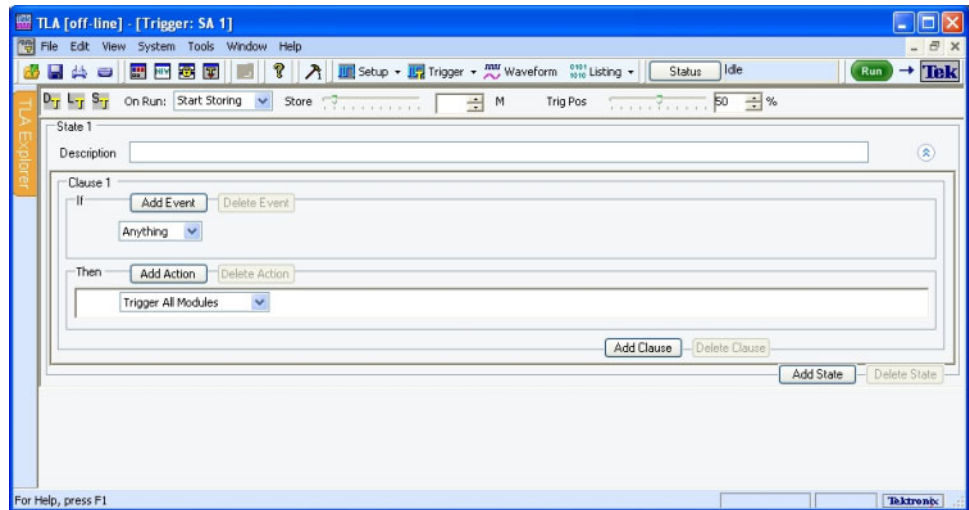 TLA [off-line] - [Trigger: SA 1]
File Edit View System Tools Window Help
Setup Trigger Waveform Listing Status Idle Run Tek
TLA Explorer
On Run: Start Storing Store M Trig Pos 50 %
State 1
Description
Clause 1
If Add Event Delete Event
Anything
Then Add Action Delete Action
Trigger All Modules
Add Clause Delete Clause
Add State Delete State
For Help, press F1 Tektronix